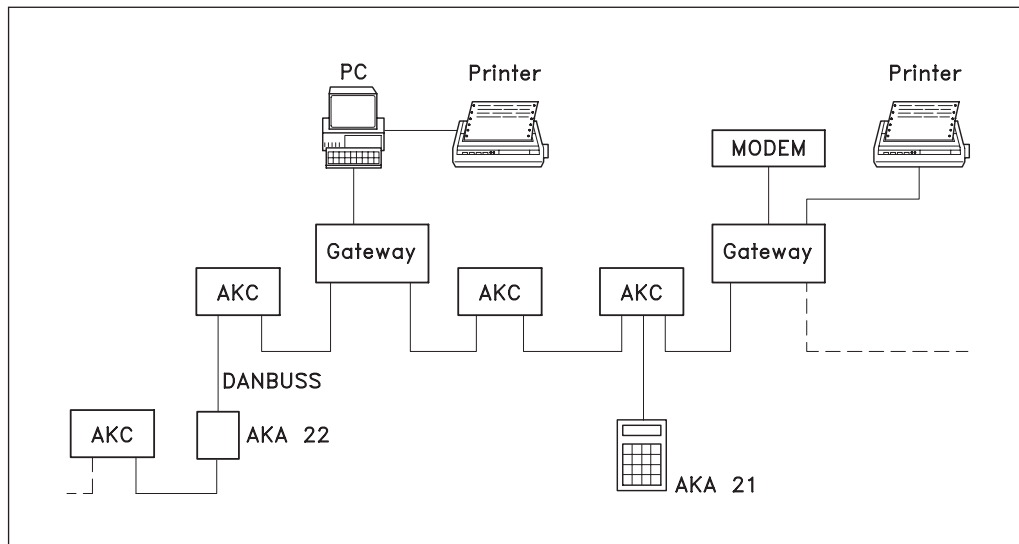 PC
Printer
Printer
MODEM
Gateway
Gateway
AKC
AKC
AKC
DANBUSS
AKC
AKA 22
AKA 21